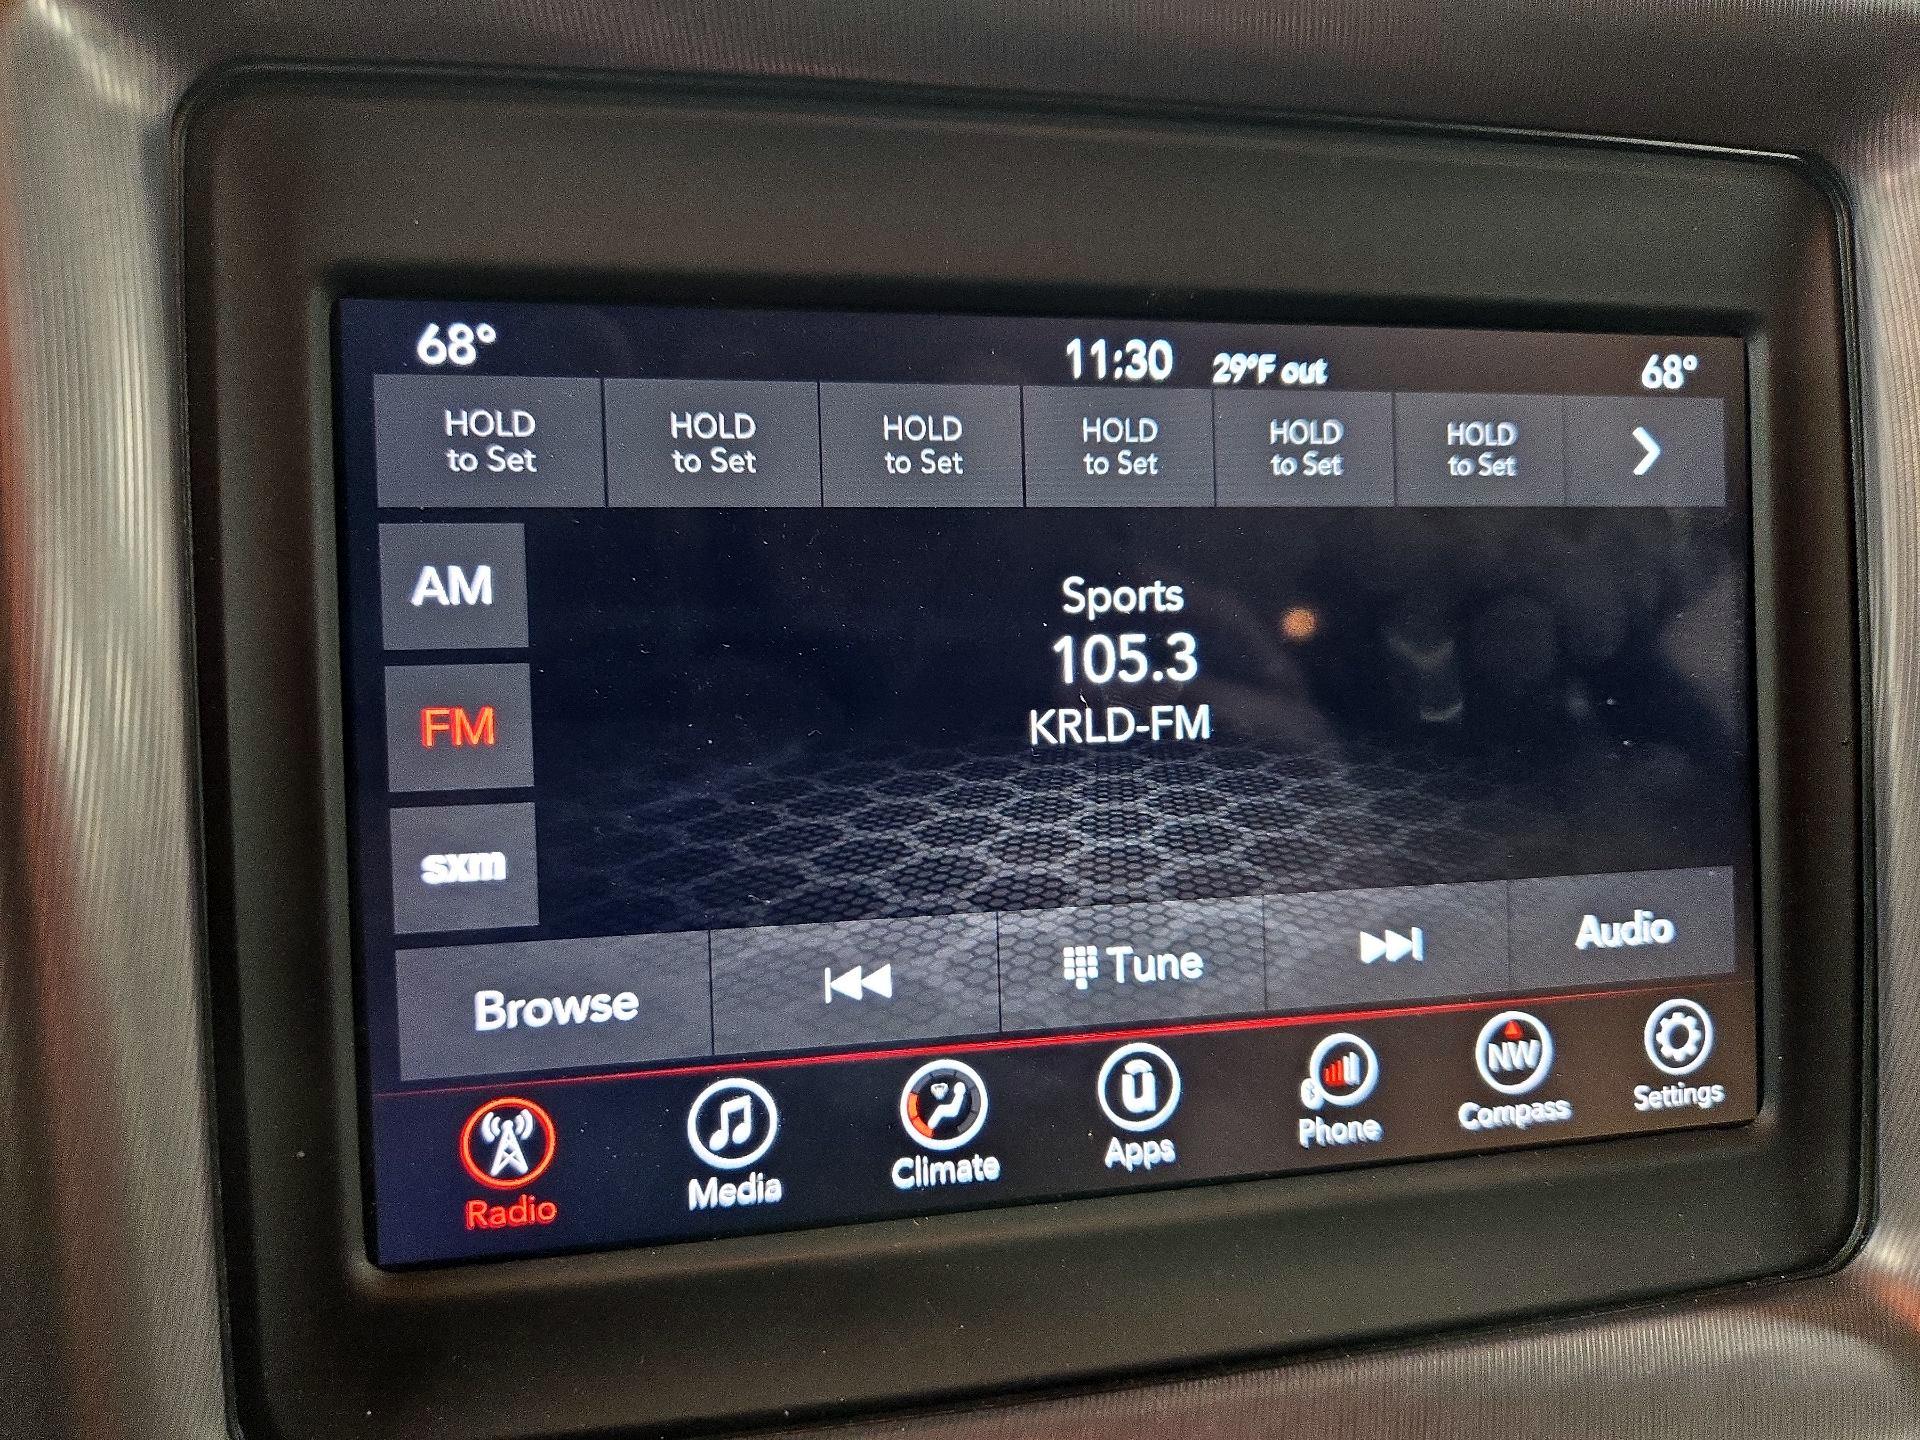 68° 11:30 29°F out 68°
HOLD to Set
HOLD to Set
HOLD to Set
HOLD to Set
HOLD to Set
HOLD to Set
AM
FM
sxm
Sports
105.3
KRLD-FM
Browse
Tune
Audio
Radio
Media
Climate
Apps
Phone
NW
Compass
Settings